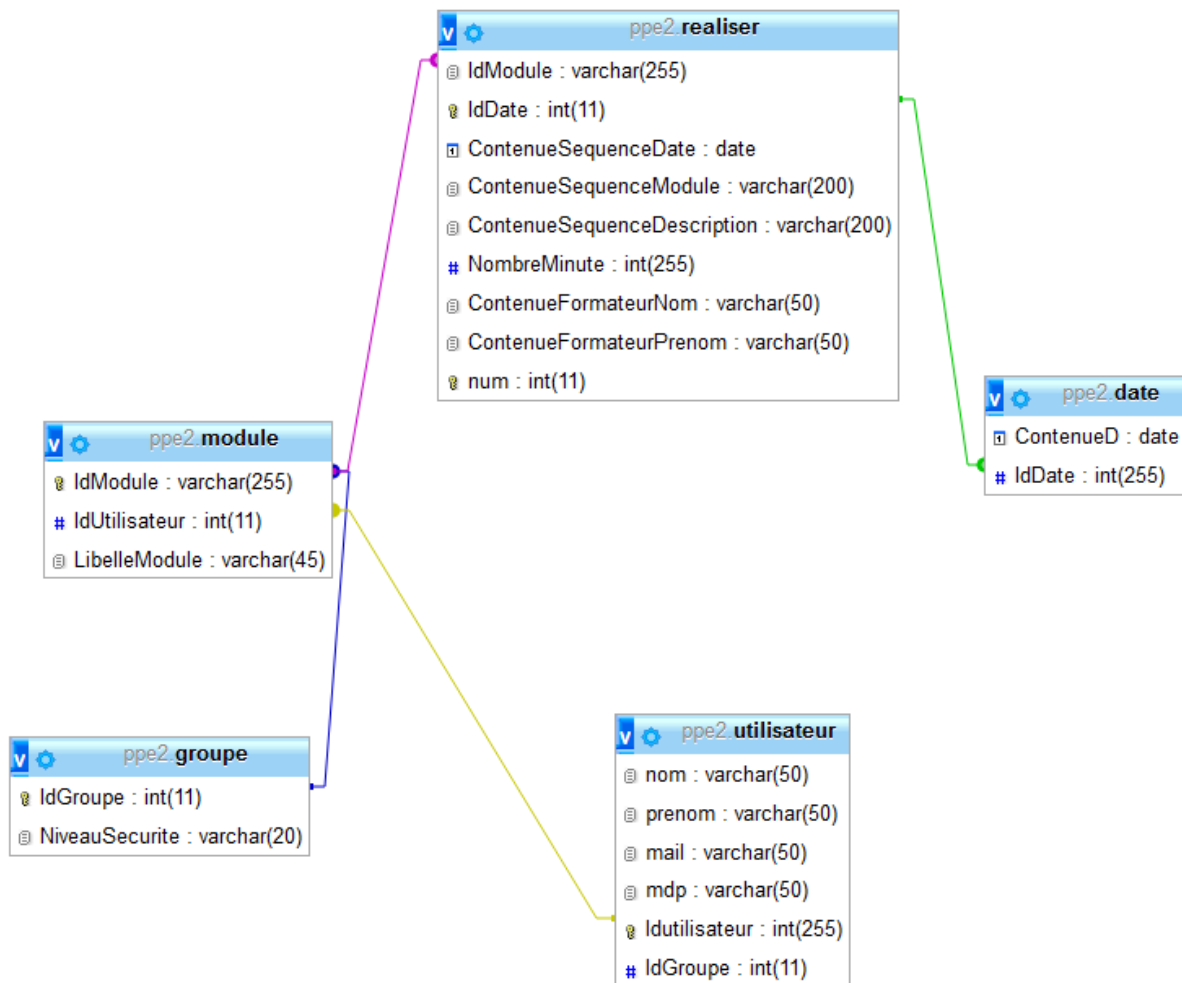 v ppe2.realiser
IdModule : varchar(255)
IdDate : int(11)
ContenueSequenceDate : date
ContenueSequenceModule : varchar(200)
ContenueSequenceDescription : varchar(200)
# NombreMinute : int(255)
ContenueFormateurNom : varchar(50)
ContenueFormateurPrenom : varchar(50)
num : int(11)
v ppe2.date
ContenueD : date
# IdDate : int(255)
v ppe2.module
IdModule : varchar(255)
# IdUtilisateur : int(11)
LibelleModule : varchar(45)
v ppe2.groupe
IdGroupe : int(11)
NiveauSecurite : varchar(20)
v ppe2.utilisateur
nom : varchar(50)
prenom : varchar(50)
mail : varchar(50)
mdp : varchar(50)
Idutilisateur : int(255)
# IdGroupe : int(11)